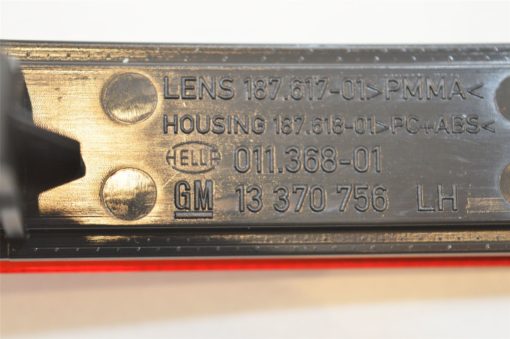 LENS 187.617-01>PMMA<
HOUSING 187.618-01>PC+ABS<
HELLA 011.368-01
GM 13 370 756 LH